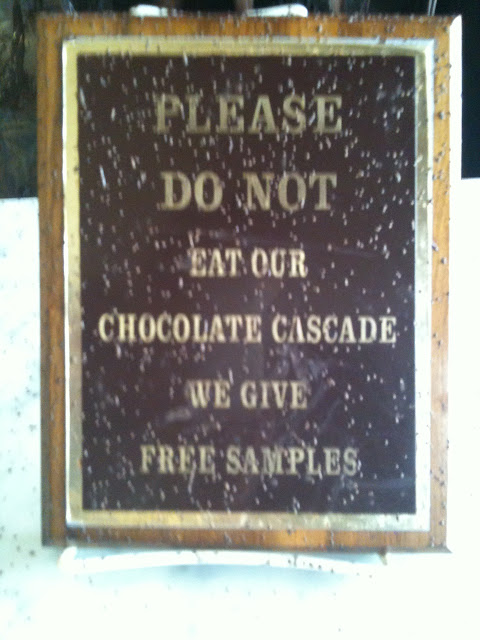 PLEASE
DO NOT
EAT OUR
CHOCOLATE CASCADE
WE GIVE
FREE SAMPLES